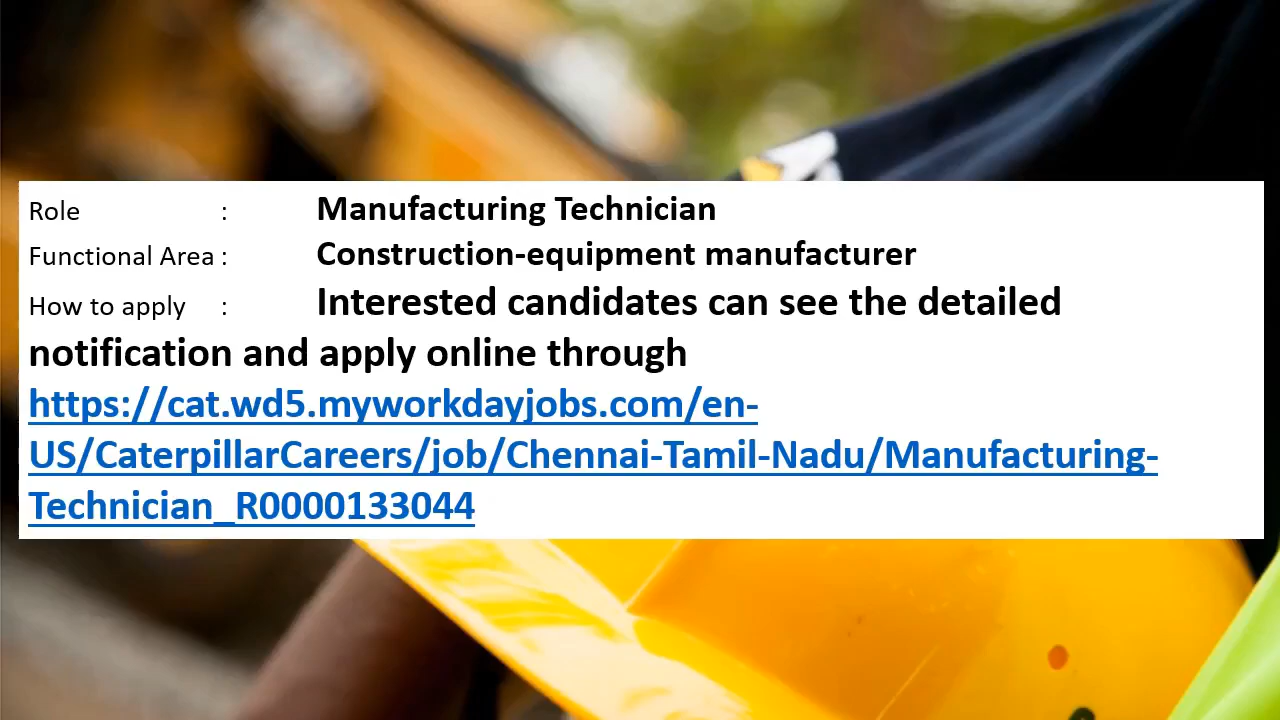 Role : Manufacturing Technician
Functional Area : Construction-equipment manufacturer
How to apply : Interested candidates can see the detailed
notification and apply online through
https://cat.wd5.myworkdayjobs.com/en-
US/CaterpillarCareers/job/Chennai-Tamil-Nadu/Manufacturing-
Technician_R0000133044